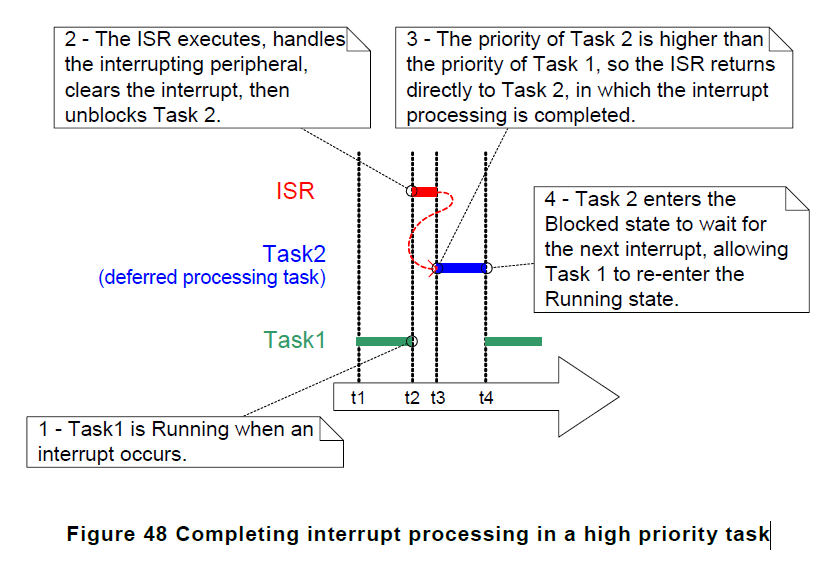 2 - The ISR executes, handles
the interrupting peripheral,
clears the interrupt, then
unblocks Task 2.
3 - The priority of Task 2 is higher than
the priority of Task 1, so the ISR returns
directly to Task 2, in which the interrupt
processing is completed.
ISR
4 - Task 2 enters the
Blocked state to wait for
the next interrupt, allowing
Task 1 to re-enter the
Running state.
Task2
(deferred processing task)
Task1
t1 t2 t3 t4
1 - Task1 is Running when an
interrupt occurs.
Figure 48 Completing interrupt processing in a high priority task